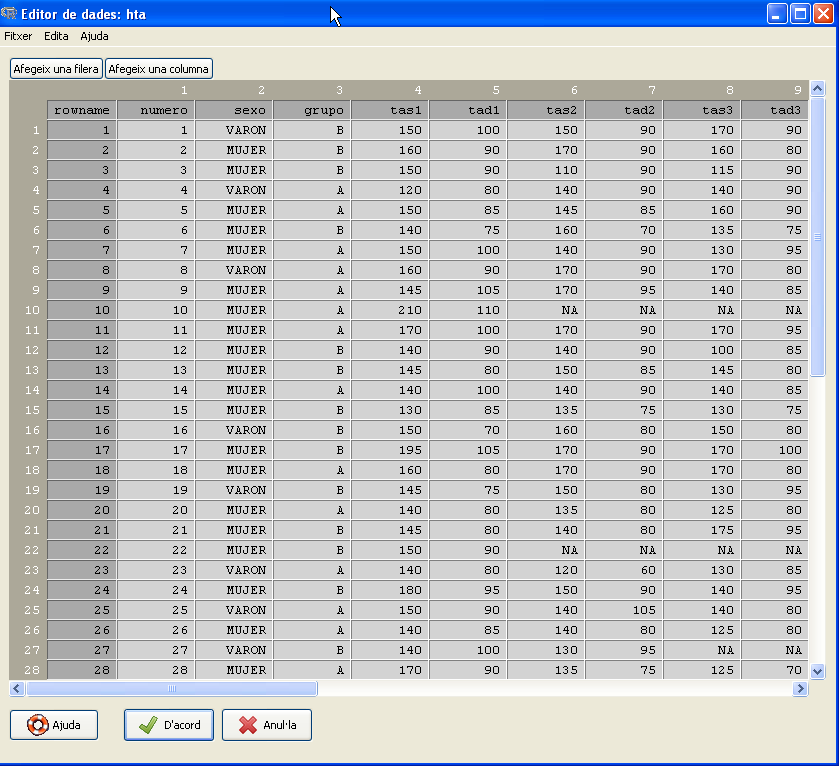 Editor de dades: hta
Fitxer Edita Ajuda
Afegeix una filera Afegeix una columna
1 2 3 4 5 6 7 8 9
rowname numero sexo grupo tas1 tad1 tas2 tad2 tas3 tad3
1 1 1 VARON B 150 100 150 90 170 90
2 2 2 MUJER B 160 90 170 90 160 80
3 3 3 MUJER B 150 90 110 90 115 90
4 4 4 VARON A 120 80 140 90 140 90
5 5 5 MUJER A 150 85 145 85 160 90
6 6 6 MUJER B 140 75 160 70 135 75
7 7 7 MUJER A 150 100 140 90 130 95
8 8 8 VARON A 160 90 170 90 170 80
9 9 9 MUJER A 145 105 170 95 140 85
10 10 10 MUJER A 210 110 NA NA NA NA
11 11 11 MUJER A 170 100 170 90 170 95
12 12 12 MUJER B 140 90 140 90 100 85
13 13 13 MUJER B 145 80 150 85 145 80
14 14 14 MUJER A 140 100 140 90 140 85
15 15 15 MUJER B 130 85 135 75 130 75
16 16 16 VARON B 150 70 160 80 150 80
17 17 17 MUJER B 195 105 170 90 170 100
18 18 18 MUJER A 160 80 170 90 170 80
19 19 19 VARON B 145 75 150 80 130 95
20 20 20 MUJER A 140 80 135 80 125 80
21 21 21 MUJER B 145 80 140 80 175 95
22 22 22 MUJER B 150 90 NA NA NA NA
23 23 23 VARON A 140 80 120 60 130 85
24 24 24 MUJER B 180 95 150 90 140 95
25 25 25 VARON A 150 90 140 105 140 80
26 26 26 MUJER A 140 85 140 80 125 80
27 27 27 VARON B 140 100 130 95 NA NA
28 28 28 MUJER A 170 90 135 75 125 70
Ajuda D'acord Anul·la